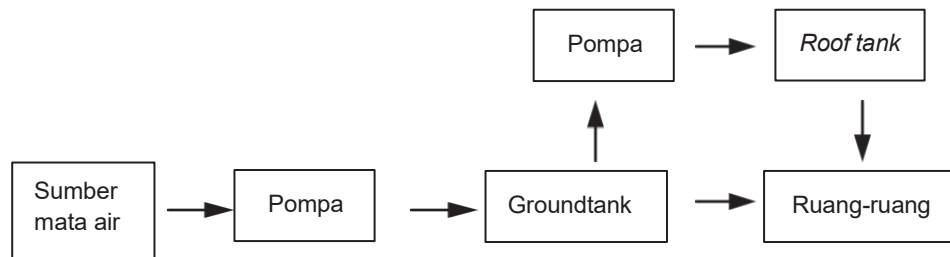 Pompa
Roof tank
Sumber
mata air
Pompa
Groundtank
Ruang-ruang